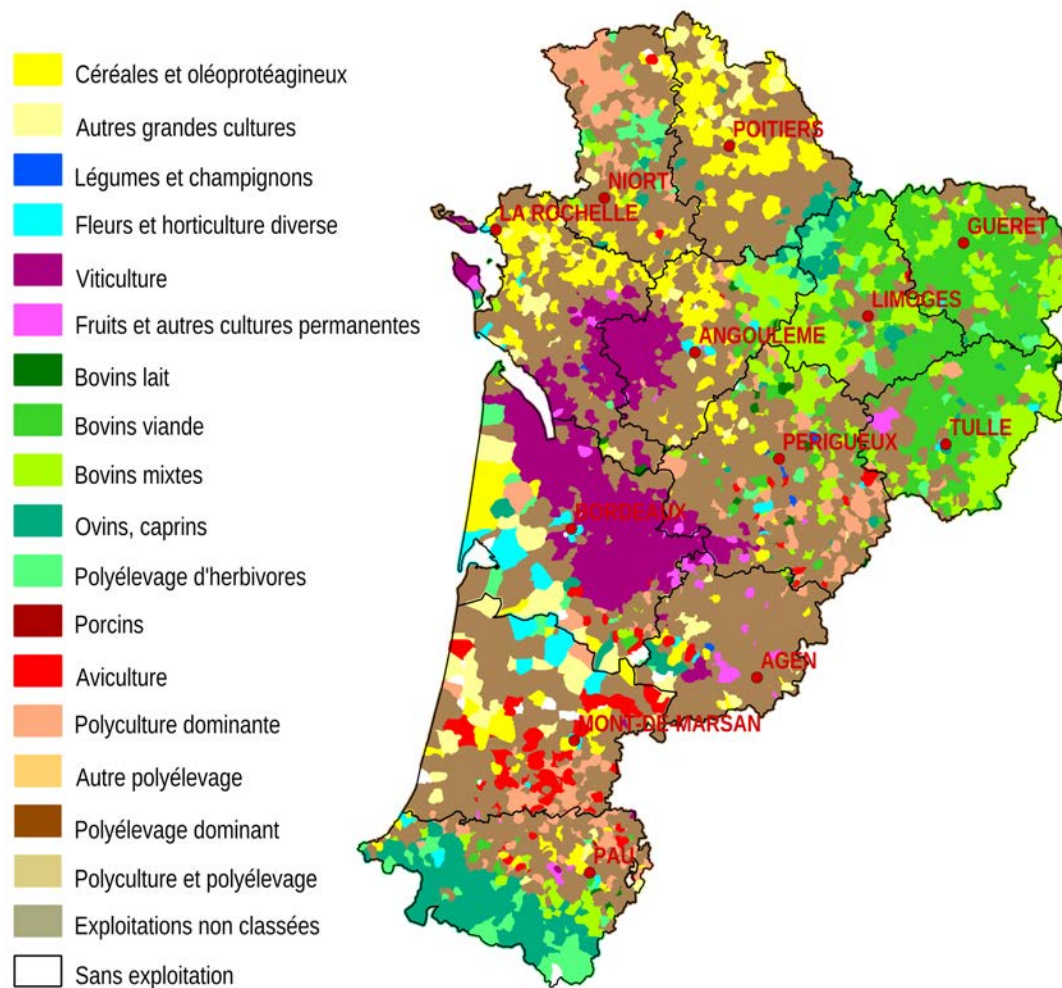 Céréales et oléoprotéagineux
Autres grandes cultures
Légumes et champignons
Fleurs et horticulture diverse
Viticulture
Fruits et autres cultures permanentes
Bovins lait
Bovins viande
Bovins mixtes
Ovins, caprins
Polyélevage d'herbivores
Porcins
Aviculture
Polyculture dominante
Autre polyélevage
Polyélevage dominant
Polyculture et polyélevage
Exploitations non classées
Sans exploitation
POITIERS
NIORT
LA ROCHELLE
GUERET
LIMOGES
ANGOULEME
TULLE
PERIGUEUX
BORDEAUX
AGEN
MONT-DE-MARSAN
PAU